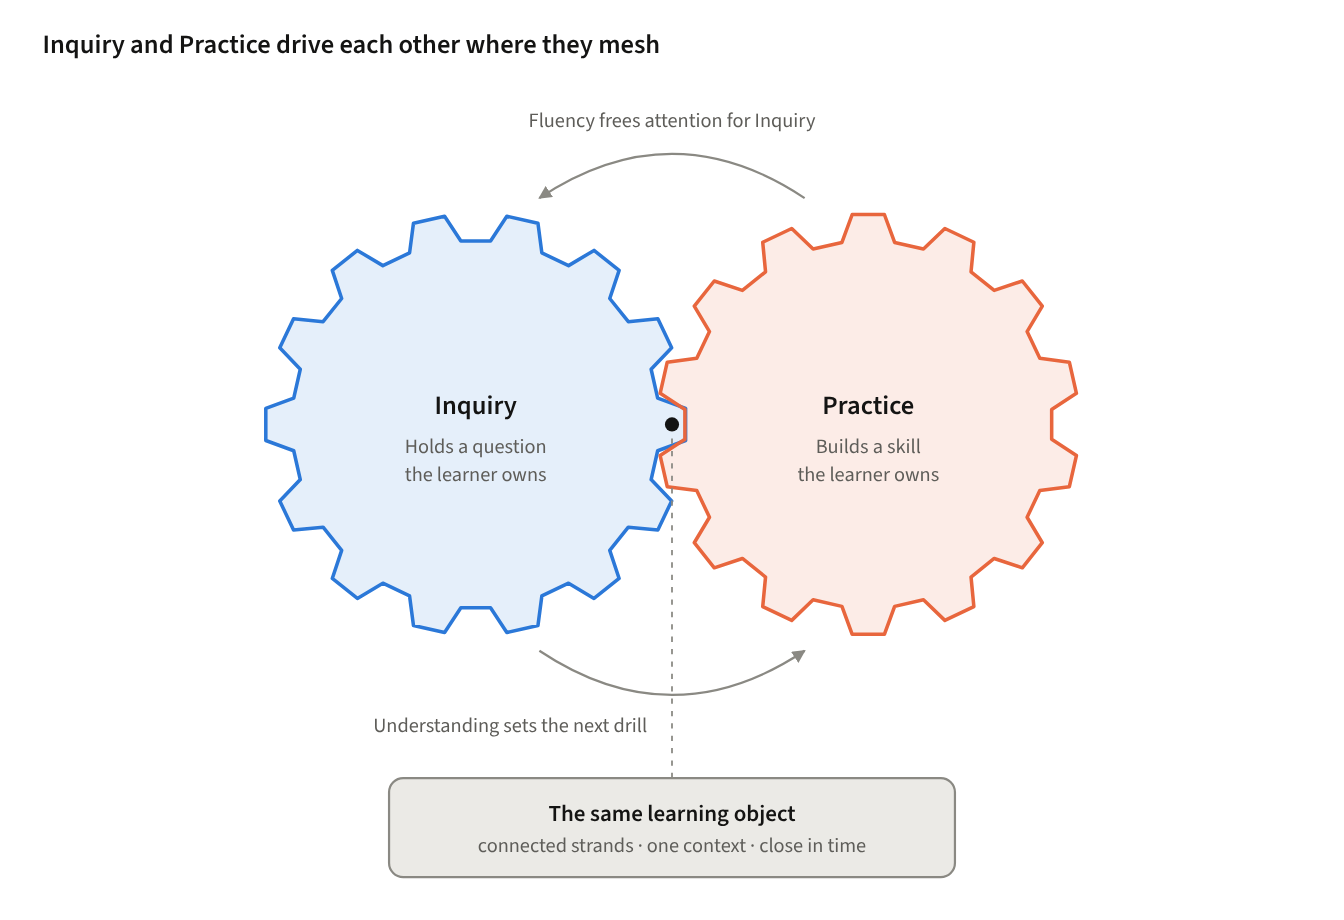 Inquiry and Practice drive each other where they mesh
Fluency frees attention for Inquiry
Inquiry
Holds a question
the learner owns
Practice
Builds a skill
the learner owns
Understanding sets the next drill
The same learning object
connected strands · one context · close in time